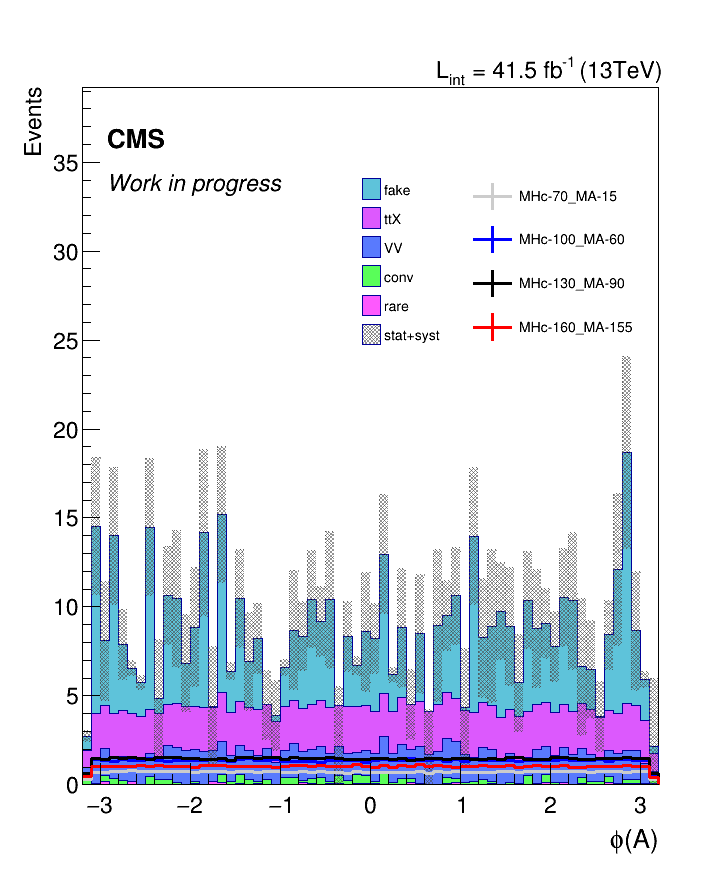 L_int = 41.5 fb^-1 (13TeV)
Events
CMS
Work in progress
fake
ttX
VV
conv
rare
stat+syst
MHc-70_MA-15
MHc-100_MA-60
MHc-130_MA-90
MHc-160_MA-155
35
30
25
20
15
10
5
0
−3 −2 −1 0 1 2 3
ϕ(A)